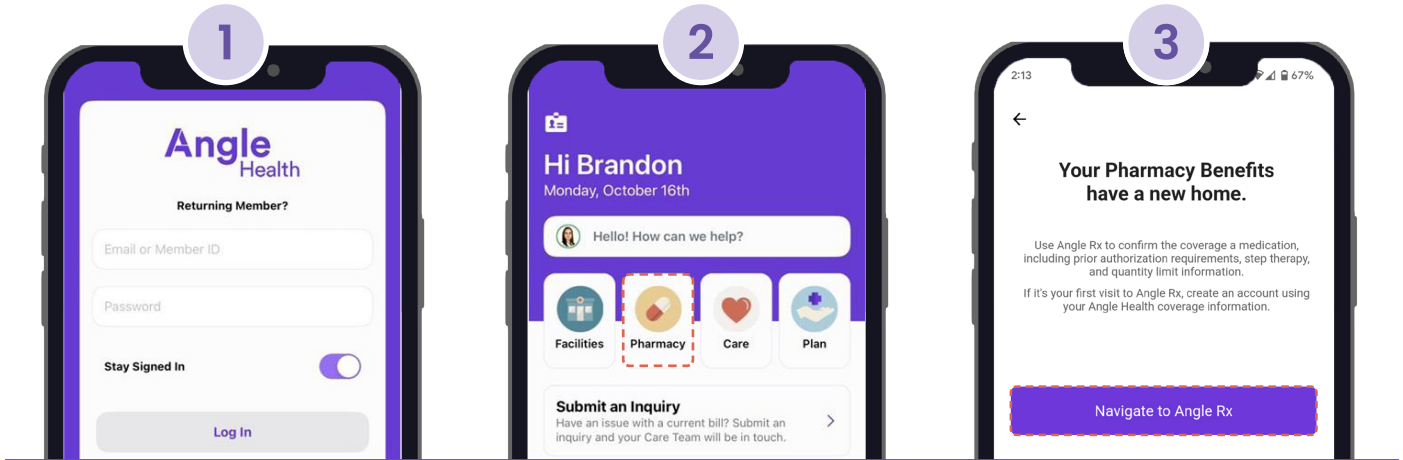 1
Angle
Health
Returning Member?
Email or Member ID
Password
Stay Signed In
Log In
2
Hi Brandon
Monday, October 16th
Hello! How can we help?
Facilities
Pharmacy
Care
Plan
Submit an Inquiry
Have an issue with a current bill? Submit an
inquiry and your Care Team will be in touch.
3
2:13
67%
Your Pharmacy Benefits
have a new home.
Use Angle Rx to confirm the coverage a medication,
including prior authorization requirements, step therapy,
and quantity limit information.
If it's your first visit to Angle Rx, create an account using
your Angle Health coverage information.
Navigate to Angle Rx